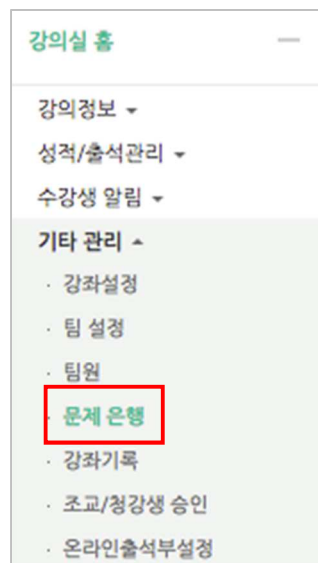 강의실 홈
강의정보
성적/출석관리
수강생 알림
기타 관리
· 강좌설정
· 팀 설정
· 팀원
· 문제 은행
· 강좌기록
· 조교/청강생 승인
· 온라인출석부설정